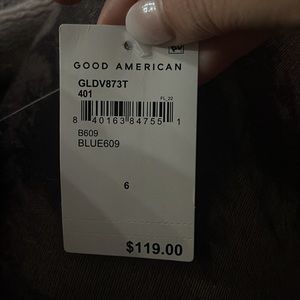 GOOD AMERICAN
GLDV873T
401
FL 22
8 40163 84755 1
B609
BLUE609
6
$119.00